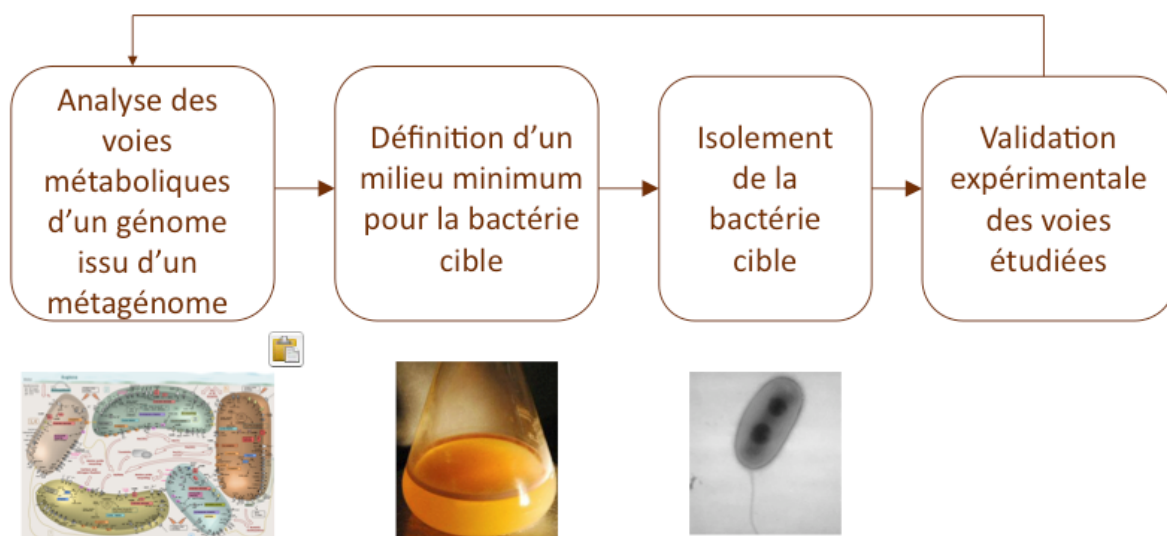 Analyse des
voies
métaboliques
d'un génome
issu d'un
métagénome
Définition d'un
milieu minimum
pour la bactérie
cible
Isolement
de la
bactérie
cible
Validation
expérimentale
des voies
étudiées